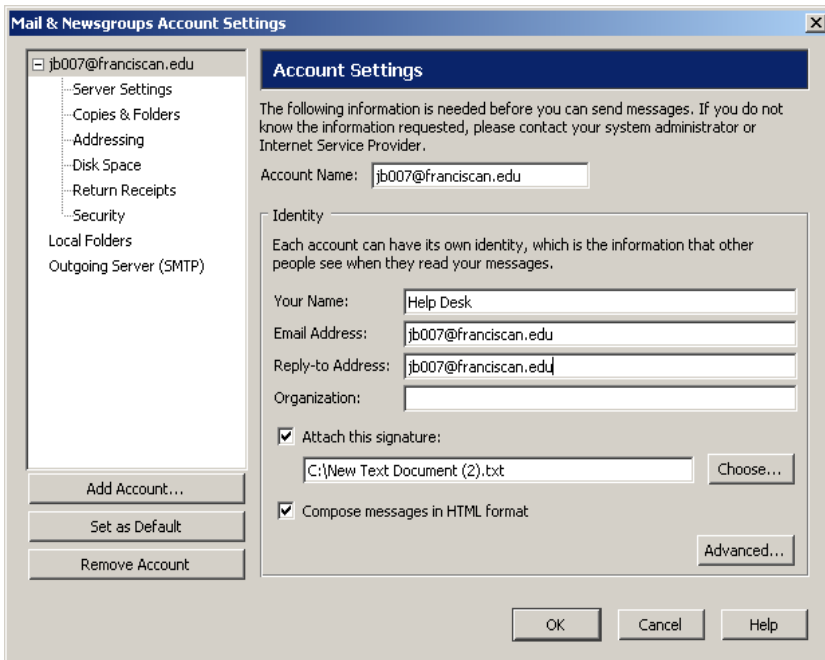 Mail & Newsgroups Account Settings
jb007@franciscan.edu
Server Settings
Copies & Folders
Addressing
Disk Space
Return Receipts
Security
Local Folders
Outgoing Server (SMTP)
Add Account...
Set as Default
Remove Account
Account Settings
The following information is needed before you can send messages. If you do not
know the information requested, please contact your system administrator or
Internet Service Provider.
Account Name: jb007@franciscan.edu
Identity
Each account can have its own identity, which is the information that other
people see when they read your messages.
Your Name: Help Desk
Email Address: jb007@franciscan.edu
Reply-to Address: jb007@franciscan.edu
Organization:
Attach this signature:
C:\New Text Document (2).txt Choose...
Compose messages in HTML format
Advanced...
OK Cancel Help